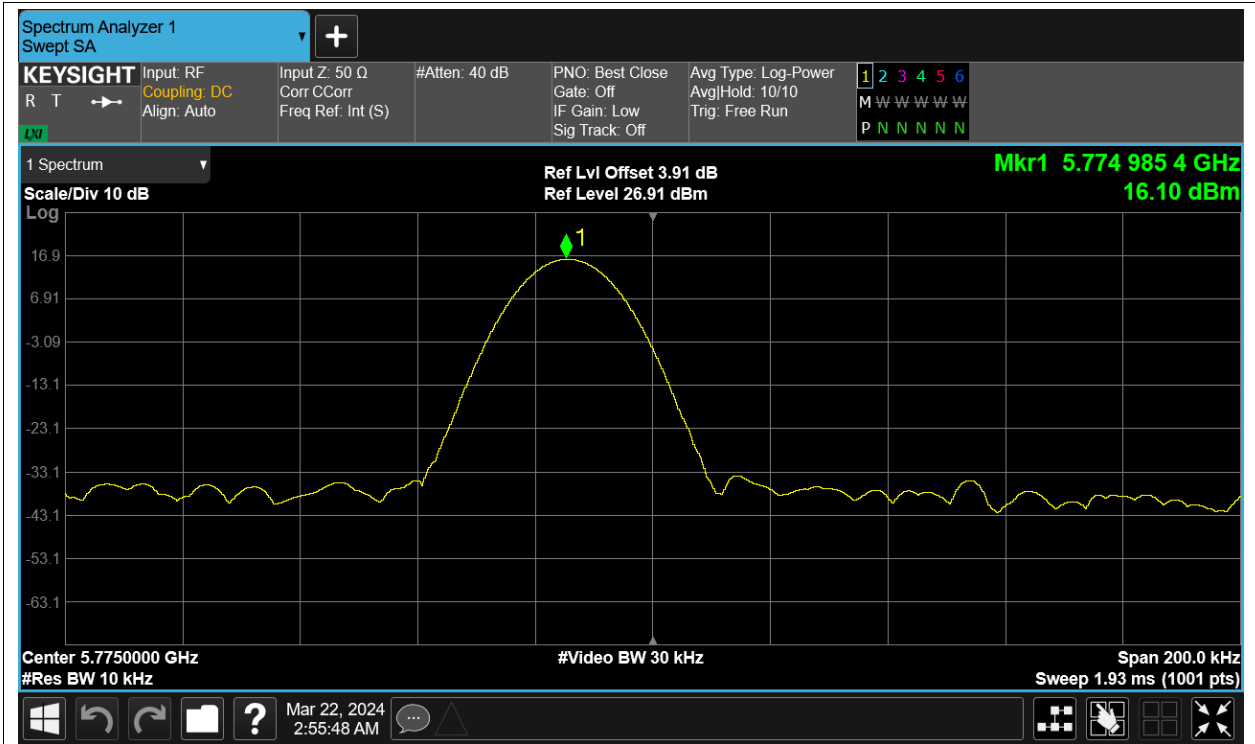 Spectrum Analyzer 1
Swept SA
KEYSIGHT
R T
LXI
Input: RF
Coupling: DC
Align: Auto
Input Z: 50 Ω
Corr CCorr
Freq Ref: Int (S)
#Atten: 40 dB
PNO: Best Close
Gate: Off
IF Gain: Low
Sig Track: Off
Avg Type: Log-Power
Avg|Hold: 10/10
Trig: Free Run
1 2 3 4 5 6
M W W W W W
P N N N N N
1 Spectrum
Scale/Div 10 dB
Log
Ref Lvl Offset 3.91 dB
Ref Level 26.91 dBm
Mkr1 5.774 985 4 GHz
16.10 dBm
1
16.9
6.91
-3.09
-13.1
-23.1
-33.1
-43.1
-53.1
-63.1
Center 5.7750000 GHz
#Video BW 30 kHz
Span 200.0 kHz
#Res BW 10 kHz
Sweep 1.93 ms (1001 pts)
?
Mar 22, 2024
2:55:48 AM